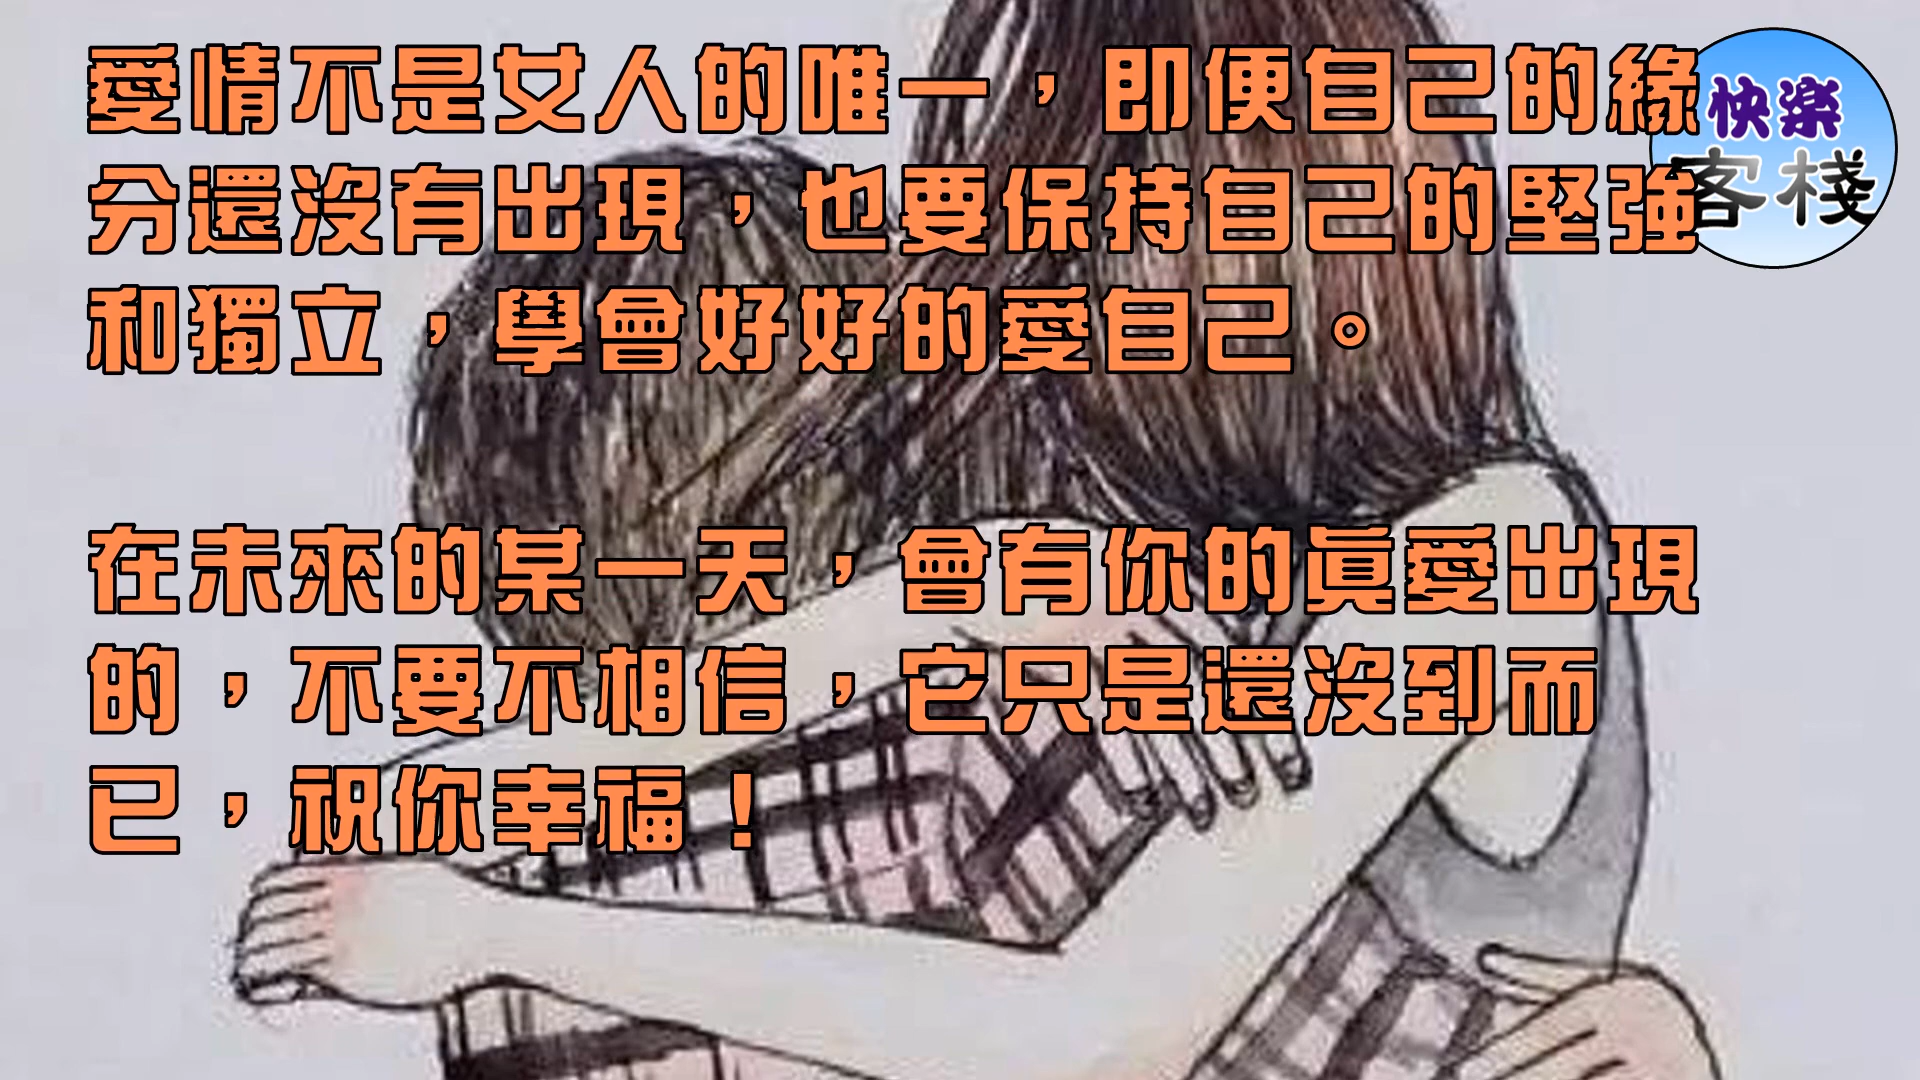 愛情不是女人的唯一，即便自己的緣
分還沒有出現，也要保持自己的堅強
和獨立，學會好好的愛自己。
在未來的某一天，會有你的真愛出現
的，不要不相信，它只是還沒到而
已，祝你幸福！
快楽
客棧